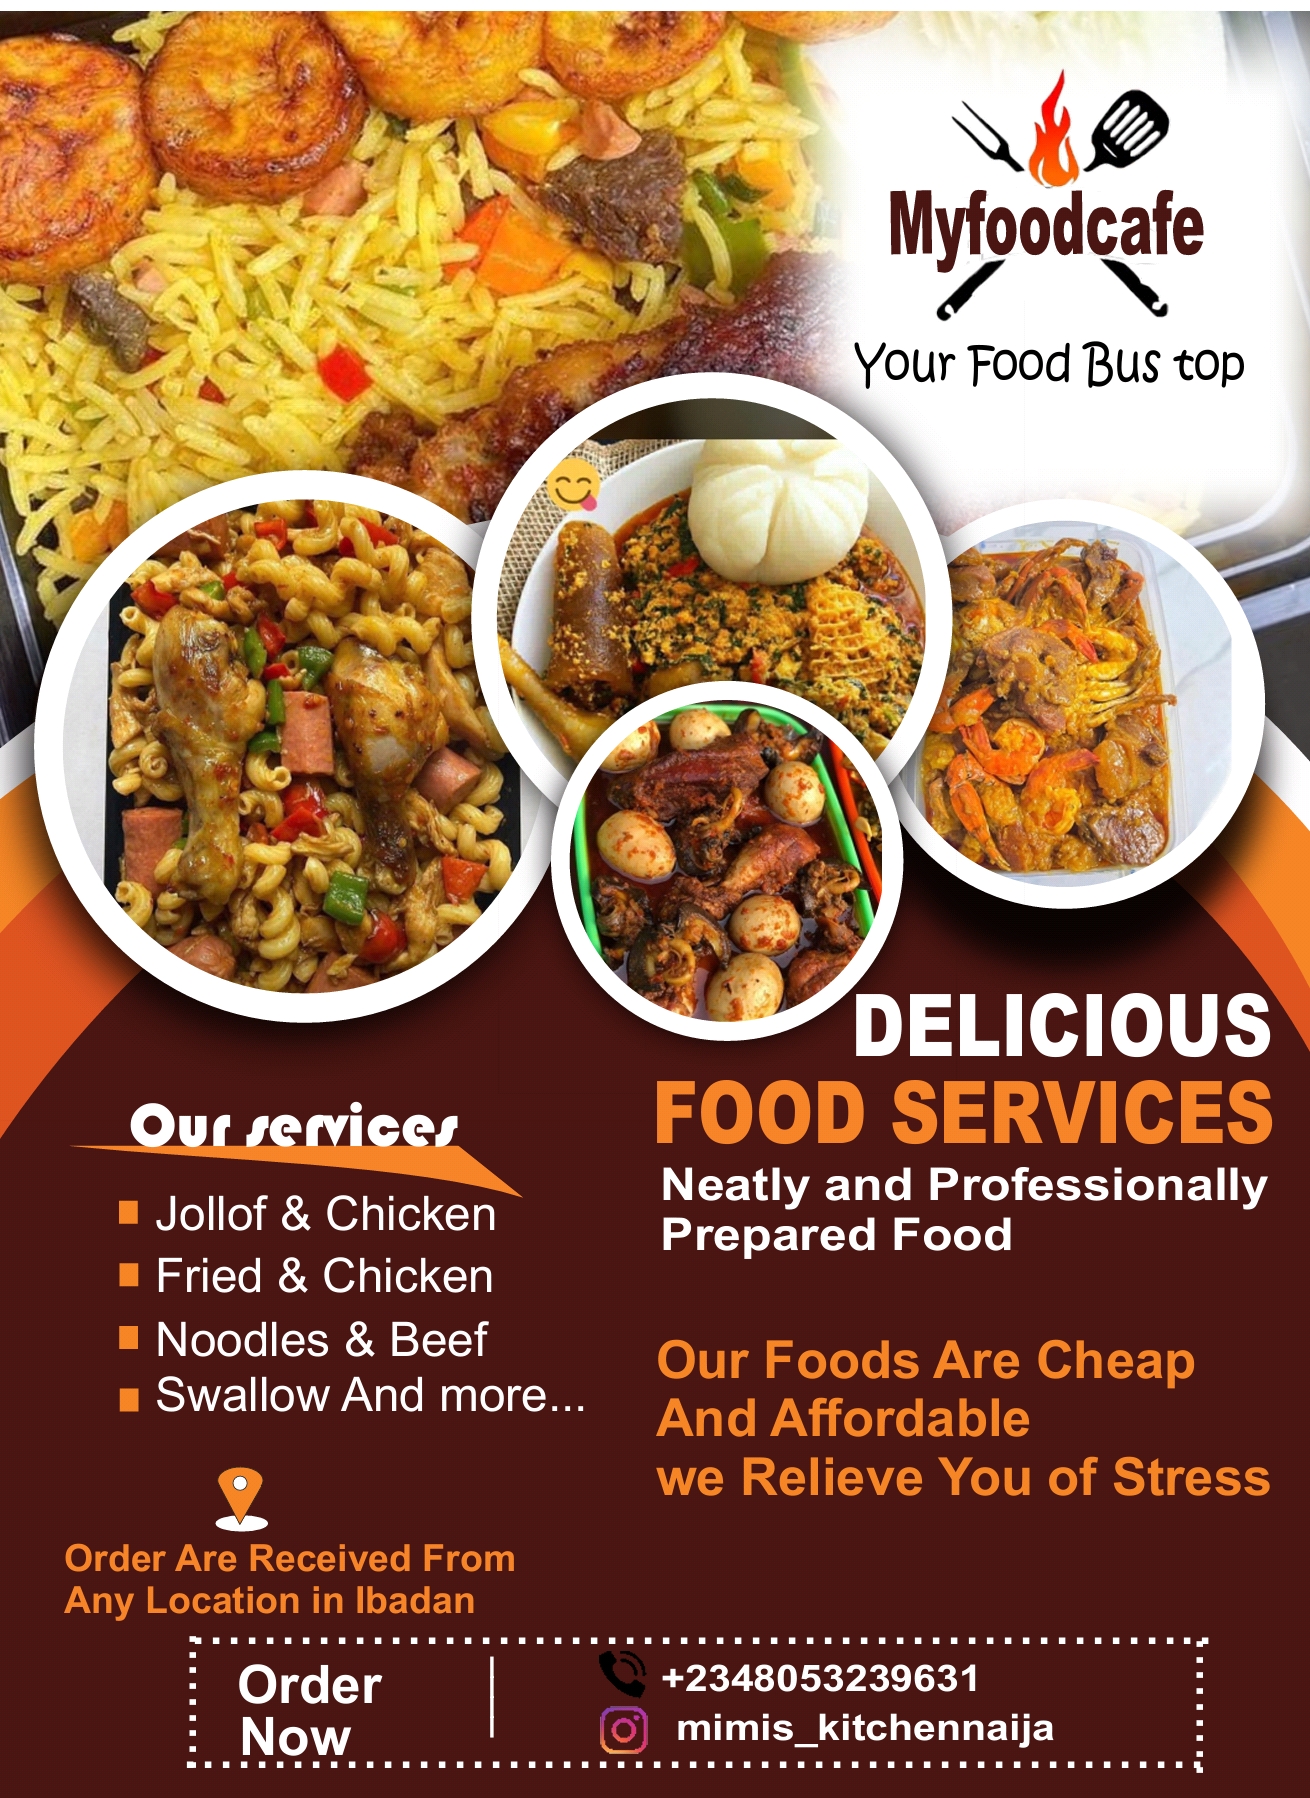 Myfoodcafe
Your Food Bus top
DELICIOUS
FOOD SERVICES
Neatly and Professionally
Prepared Food
Our services
Jollof & Chicken
Fried & Chicken
Noodles & Beef
Swallow And more...
Our Foods Are Cheap
And Affordable
we Relieve You of Stress
Order Are Received From
Any Location in Ibadan
Order
Now
+2348053239631
mimis_kitchennaija